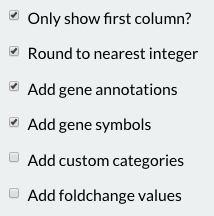 Only show first column?
Round to nearest integer
Add gene annotations
Add gene symbols
Add custom categories
Add foldchange values